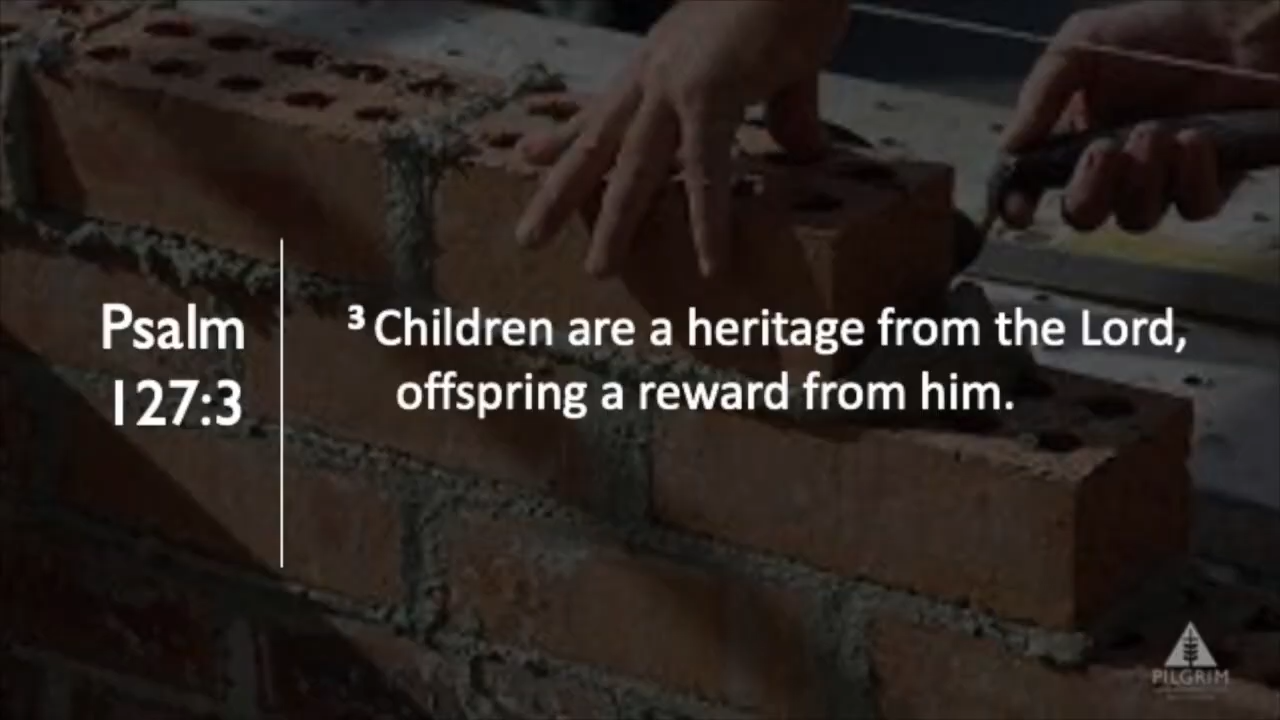 Psalm
127:3
³ Children are a heritage from the Lord,
offspring a reward from him.
PILGRIM